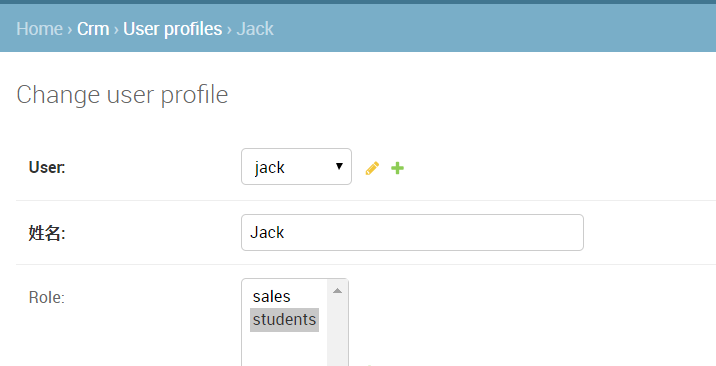 Home › Crm › User profiles › Jack
Change user profile
User: jack
姓名: Jack
Role: sales
students